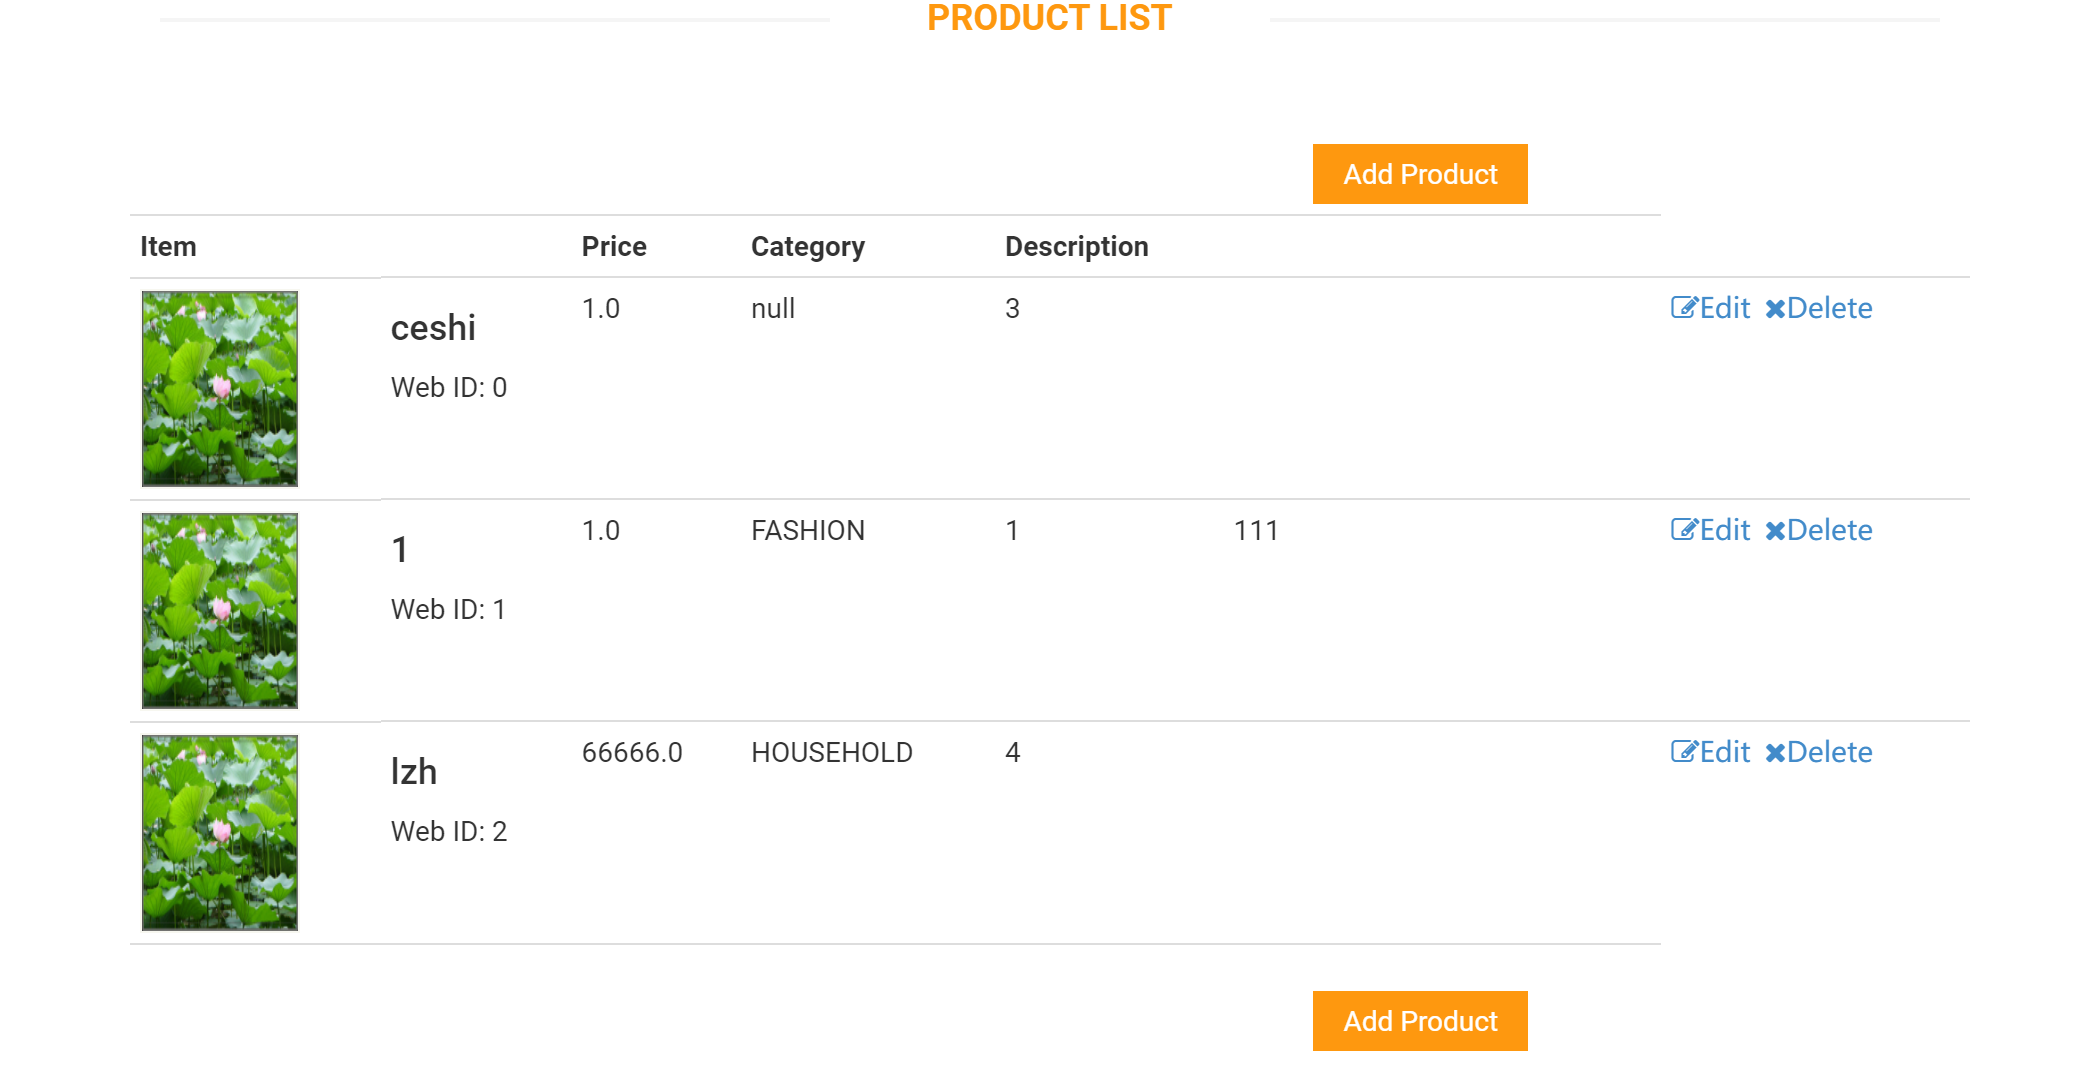 PRODUCT LIST
Add Product
Item Price Category Description
ceshi 1.0 null 3 Edit Delete
Web ID: 0
1 1.0 FASHION 1 111 Edit Delete
Web ID: 1
lzh 66666.0 HOUSEHOLD 4 Edit Delete
Web ID: 2
Add Product